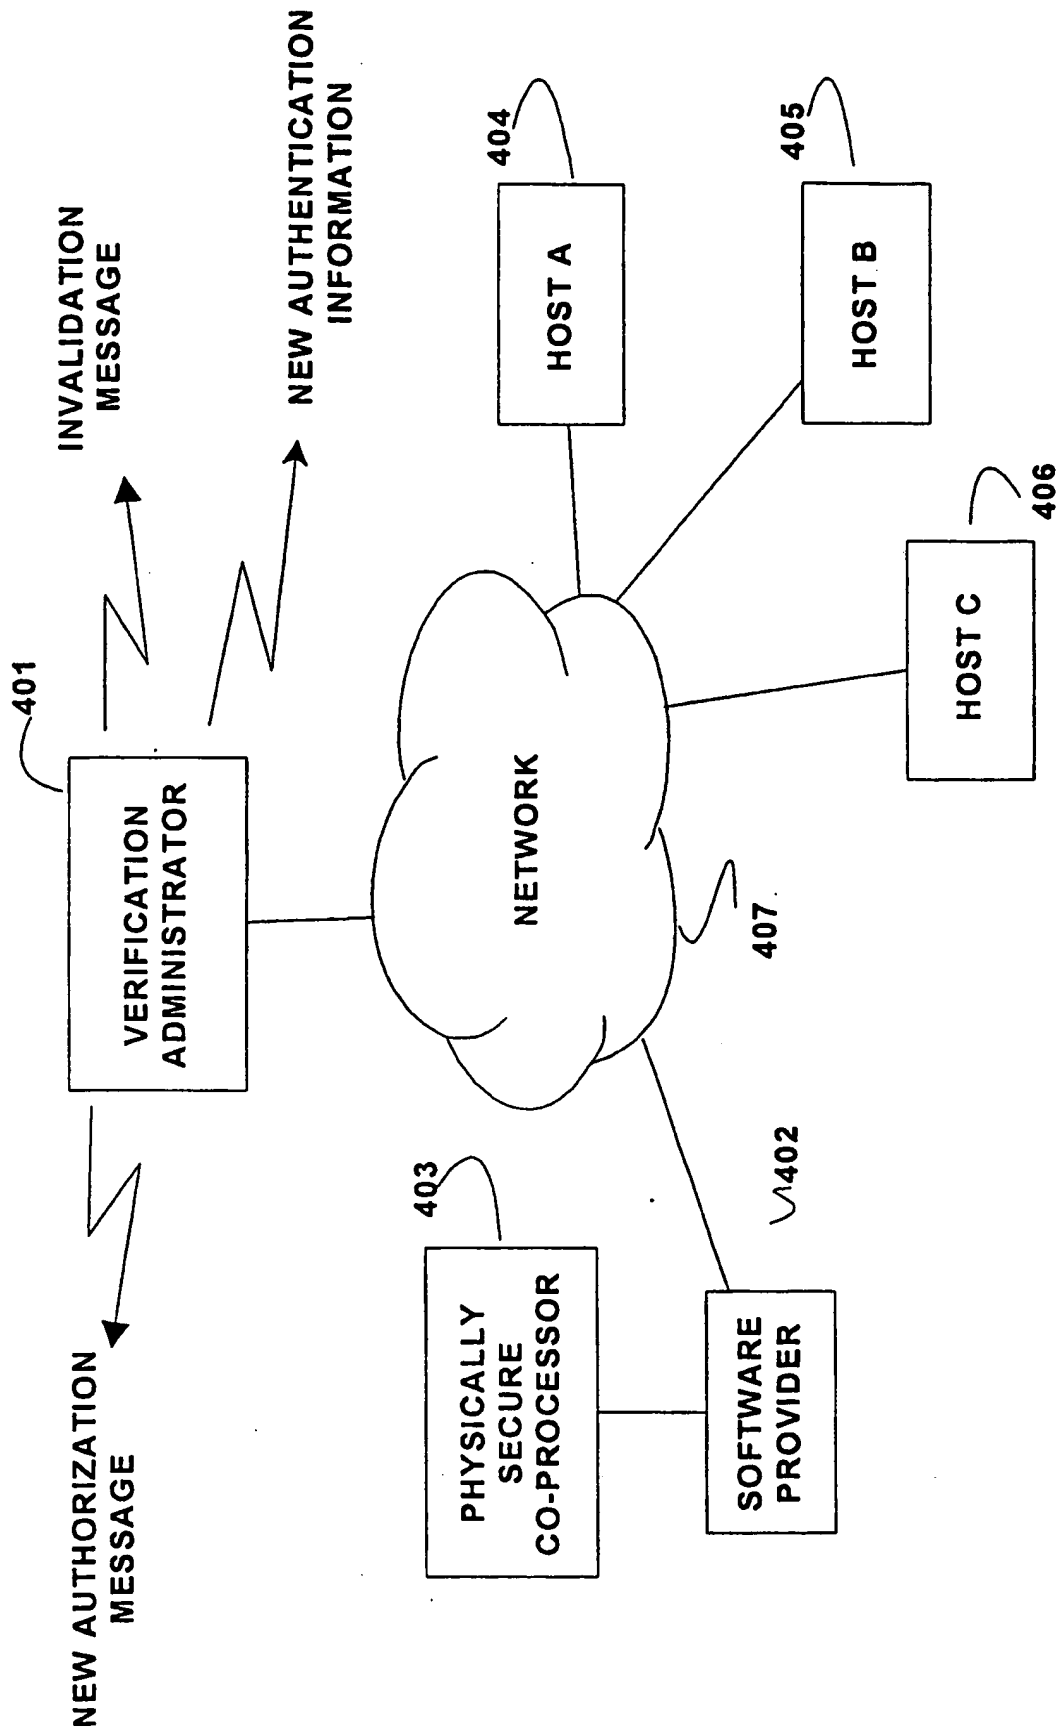 NEW AUTHORIZATION
MESSAGE
INVALIDATION
MESSAGE
401
VERIFICATION
ADMINISTRATOR
NEW AUTHENTICATION
INFORMATION
403
PHYSICALLY
SECURE
CO-PROCESSOR
NETWORK
404
HOST A
402
SOFTWARE
PROVIDER
407
405
HOST B
HOST C
406